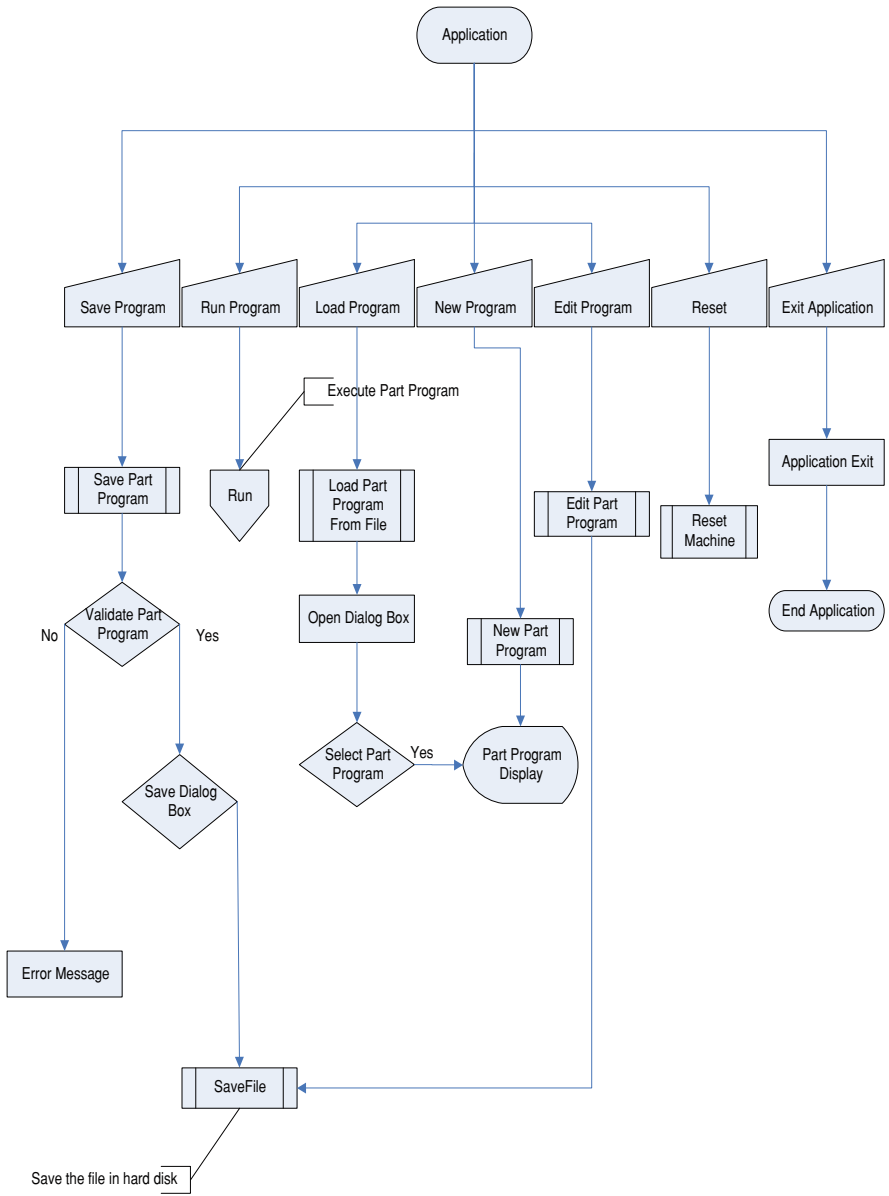 Application
Save Program
Run Program
Load Program
New Program
Edit Program
Reset
Exit Application
Execute Part Program
Save Part
Program
Run
Load Part
Program
From File
Edit Part
Program
Reset
Machine
Application Exit
Validate Part
Program
No
Yes
Open Dialog Box
New Part
Program
End Application
Select Part
Program
Yes
Part Program
Display
Save Dialog
Box
Error Message
SaveFile
Save the file in hard disk